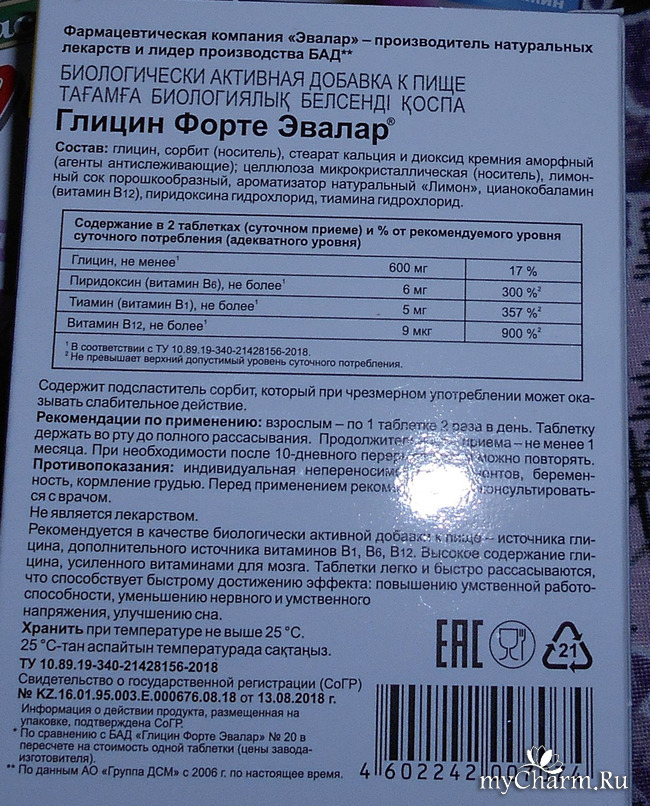 Фармацевтическая компания «Эвалар» – производитель натуральных
лекарств и лидер производства БАД**
БИОЛОГИЧЕСКИ АКТИВНАЯ ДОБАВКА К ПИЩЕ
ТАҒАМҒА БИОЛОГИЯЛЫҚ БЕЛСЕНДІ ҚОСПА
Глицин Форте Эвалар®
Состав: глицин, сорбит (носитель), стеарат кальция и диоксид кремния аморфный
(агенты антислеживающие); целлюлоза микрокристаллическая (носитель), лимон-
ный сок порошкообразный, ароматизатор натуральный «Лимон», цианокобаламин
(витамин В12), пиридоксина гидрохлорид, тиамина гидрохлорид.
Содержание в 2 таблетках (суточном приеме) и % от рекомендуемого уровня
суточного потребления (адекватного уровня)
Глицин, не менее¹ 600 мг 17 %
Пиридоксин (витамин В6), не более¹ 6 мг 300 %²
Тиамин (витамин В1), не более¹ 5 мг 357 %²
Витамин В12, не более¹ 9 мкг 900 %²
¹ В соответствии с ТУ 10.89.19-340-21428156-2018.
² Не превышает верхний допустимый уровень суточного потребления.
Содержит подсластитель сорбит, который при чрезмерном употреблении может ока-
зывать слабительное действие.
Рекомендации по применению: взрослым – по 1 таблетке 2 раза в день. Таблетку
держать во рту до полного рассасывания. приема – не менее 1
месяца. При необходимости после 10-дневного можно повторять.
Противопоказания: индивидуальная беремен-
ность, кормление грудью. Перед применением консультировать-
ся с врачом.
Не является лекарством.
Рекомендуется в качестве биологически активной добавки к пище – источника гли-
цина, дополнительного источника витаминов В1, В6, В12. Высокое содержание гли-
цина, усиленного витаминами для мозга. Таблетки легко и быстро рассасываются,
что способствует быстрому достижению эффекта: повышению умственной работо-
способности, уменьшению нервного и умственного
напряжения, улучшению сна.
Хранить при температуре не выше 25 °С.
25 °С-тан аспайтын температурада сақтаңыз.
ТУ 10.89.19-340-21428156-2018
Свидетельство о государственной регистрации (СоГР)
№ KZ.16.01.95.003.E.000676.08.18 от 13.08.2018 г.
Информация о действии продукта, размещенная на
упаковке, подтверждена СоГР.
* По сравнению с БАД «Глицин Форте Эвалар» № 20 в
пересчете на стоимость одной таблетки (цены завода-
изготовителя).
** По данным АО «Группа ДСМ» с 2006 г. по настоящее время.
EAC
21
myCharm.Ru